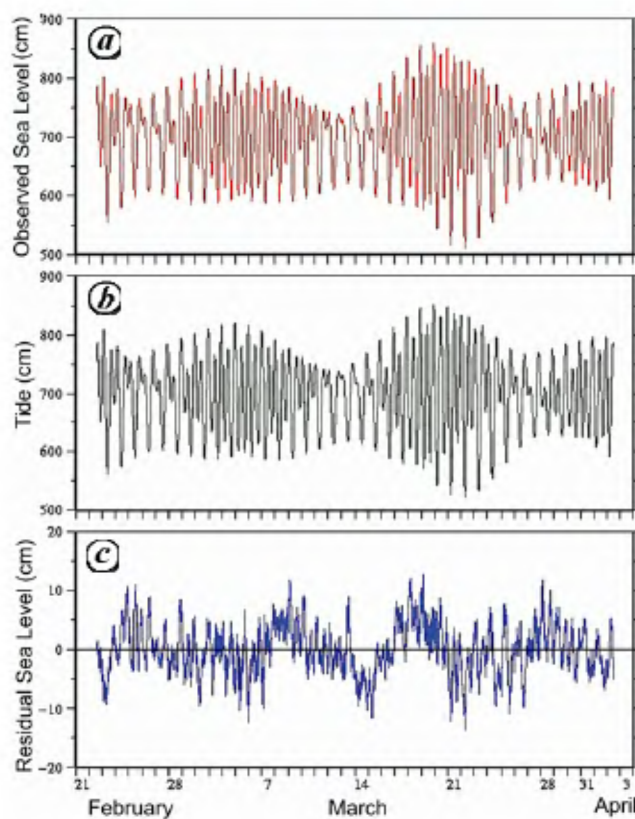 a
Observed Sea Level (cm)
900
800
700
600
500
b
Tide (cm)
900
800
700
600
500
c
Residual Sea Level (cm)
20
10
0
-10
-20
21 28 7 14 21 28 31 3
February March April